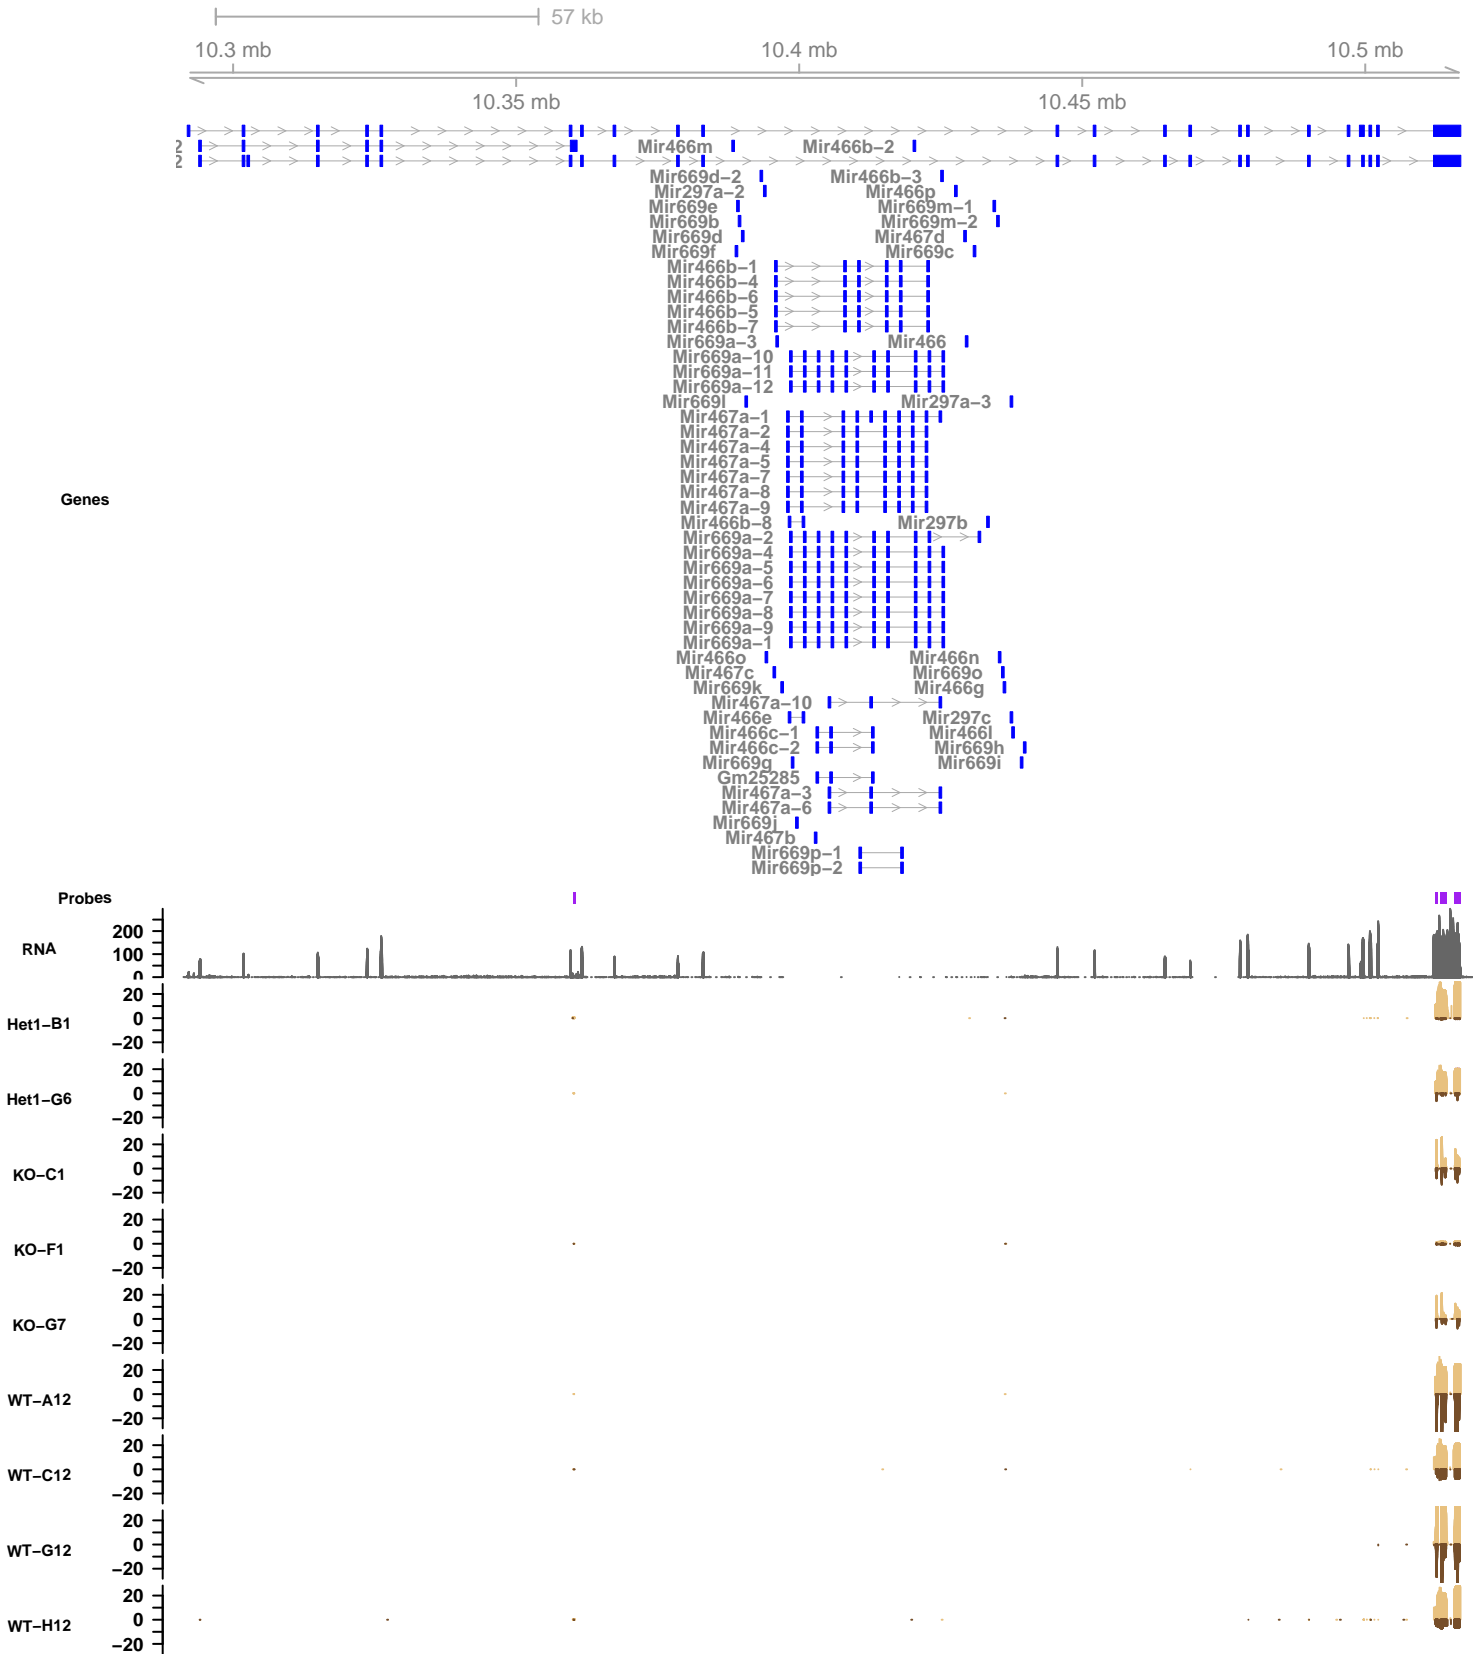 57 kb
10.3 mb 10.4 mb 10.5 mb
10.35 mb 10.45 mb
Mir466m Mir466b−2
Mir669d−2 Mir466b−3
Mir297a−2 Mir466p
Mir669e Mir669m−1
Mir669b Mir669m−2
Mir669d Mir467d
Mir669f Mir669c
Mir466b−1
Mir466b−4
Mir466b−6
Mir466b−5
Mir466b−7
Mir669a−3 Mir466
Mir669a−10
Mir669a−11
Mir669a−12
Mir669l Mir297a−3
Mir467a−1
Mir467a−2
Mir467a−4
Mir467a−5
Mir467a−7
Mir467a−8
Genes
Mir467a−9
Mir466b−8 Mir297b
Mir669a−2
Mir669a−4
Mir669a−5
Mir669a−6
Mir669a−7
Mir669a−8
Mir669a−9
Mir669a−1
Mir466o Mir466n
Mir467c Mir669o
Mir669k Mir466g
Mir467a−10
Mir466e Mir297c
Mir466c−1 Mir466l
Mir466c−2 Mir669h
Mir669g Mir669i
Gm25285
Mir467a−3
Mir467a−6
Mir669j
Mir467b
Mir669p−1
Mir669p−2
Probes
200
RNA
100
0
20
Het1−B1 0
−20
20
Het1−G6 0
−20
20
KO−C1 0
−20
20
KO−F1 0
−20
20
KO−G7 0
−20
20
WT−A12 0
−20
20
WT−C12 0
−20
20
WT−G12 0
−20
20
WT−H12 0
−20